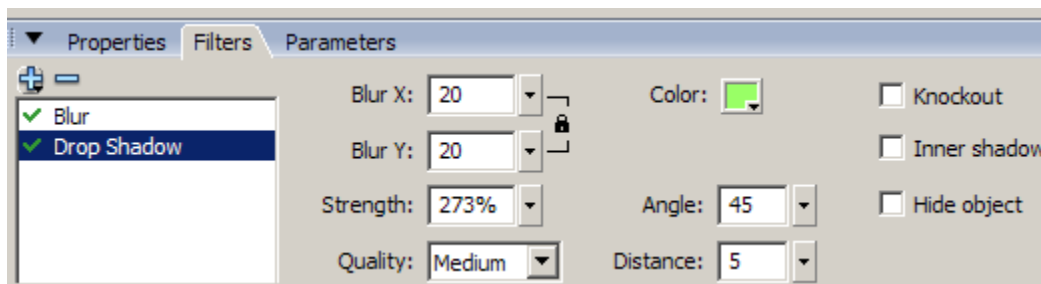 Properties Filters Parameters
Blur X: 20 Color: Knockout
Blur
Drop Shadow
Blur Y: 20 Inner shadow
Strength: 273% Angle: 45 Hide object
Quality: Medium Distance: 5